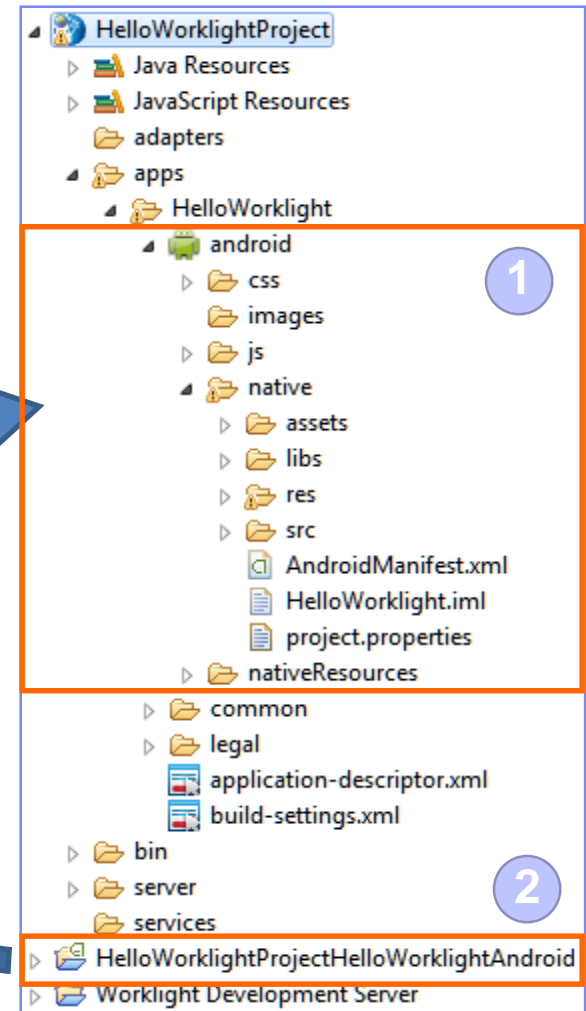 HelloWorklightProject
Java Resources
JavaScript Resources
adapters
apps
HelloWorklight
android
1
css
images
js
native
assets
libs
res
src
AndroidManifest.xml
HelloWorklight.iml
project.properties
nativeResources
common
legal
application-descriptor.xml
build-settings.xml
bin
server
2
services
HelloWorklightProjectHelloWorklightAndroid
Worklight Development Server